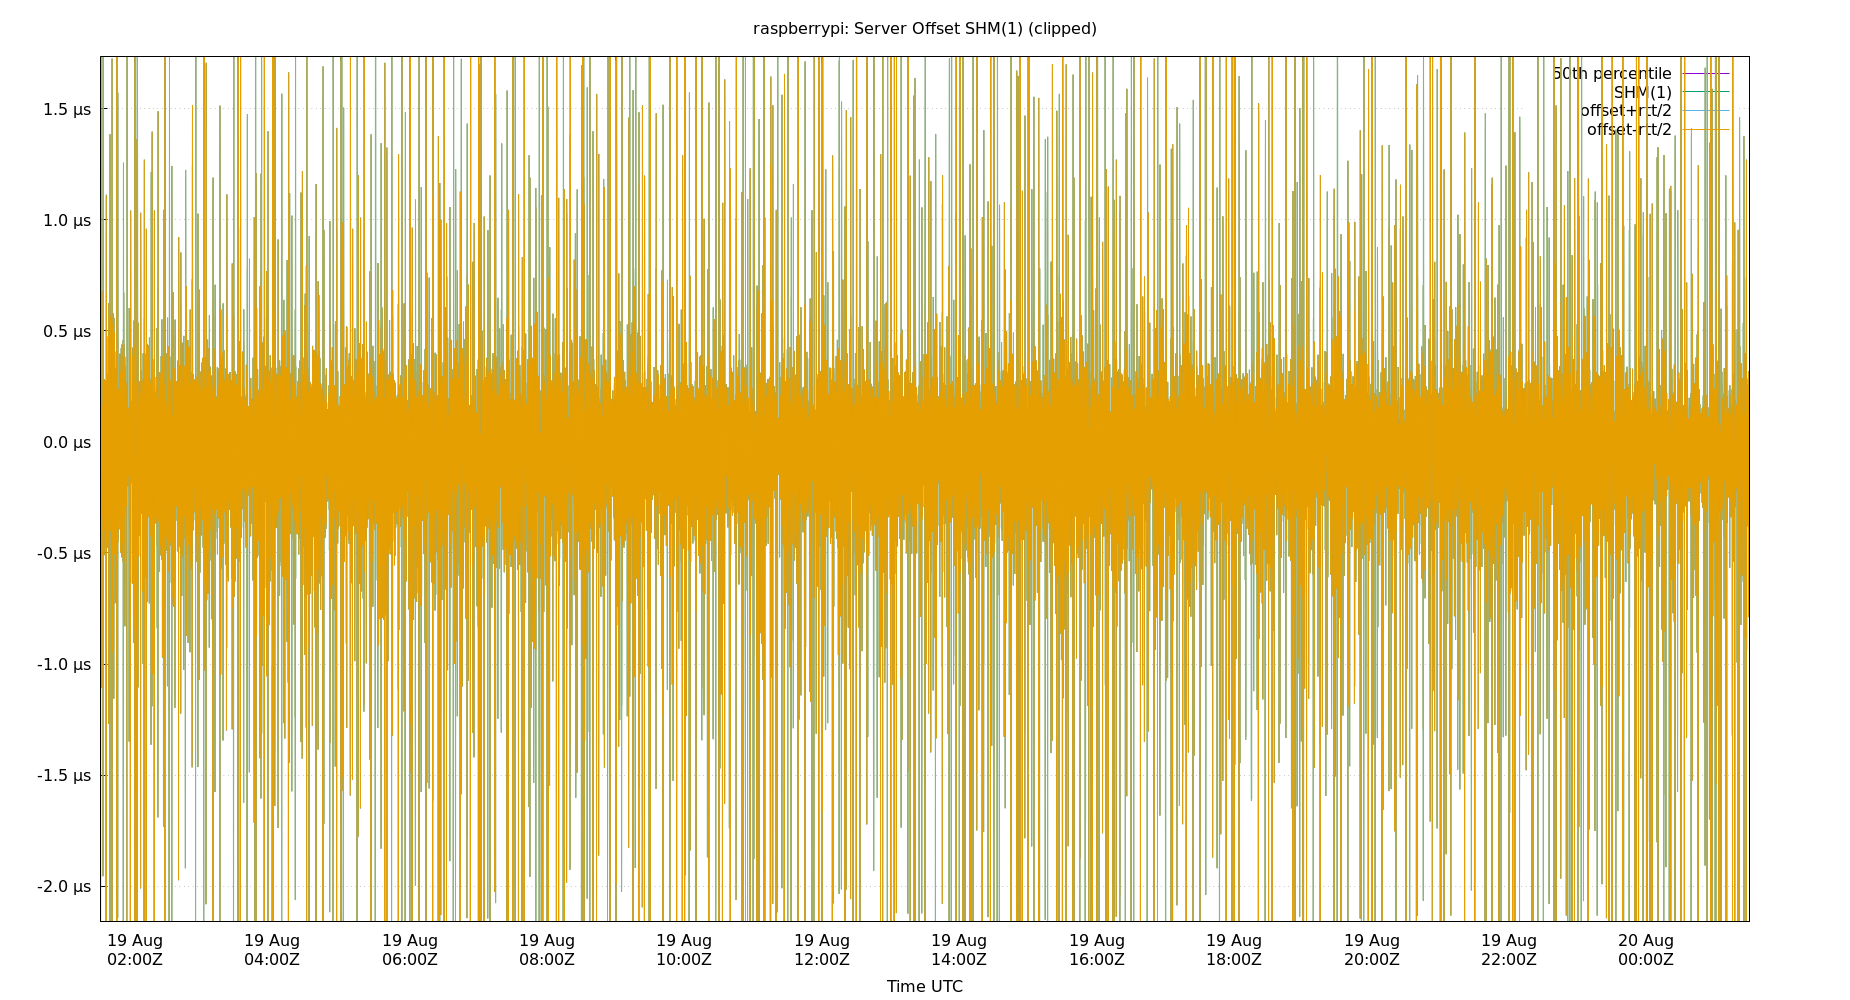 raspberrypi: Server Offset SHM(1) (clipped)
50th percentile
SHM(1)
offset+rtt/2
offset-rtt/2
1.5 µs
1.0 µs
0.5 µs
0.0 µs
-0.5 µs
-1.0 µs
-1.5 µs
-2.0 µs
19 Aug 19 Aug 19 Aug 19 Aug 19 Aug 19 Aug 19 Aug 19 Aug 19 Aug 19 Aug 19 Aug 20 Aug
02:00Z 04:00Z 06:00Z 08:00Z 10:00Z 12:00Z 14:00Z 16:00Z 18:00Z 20:00Z 22:00Z 00:00Z
Time UTC